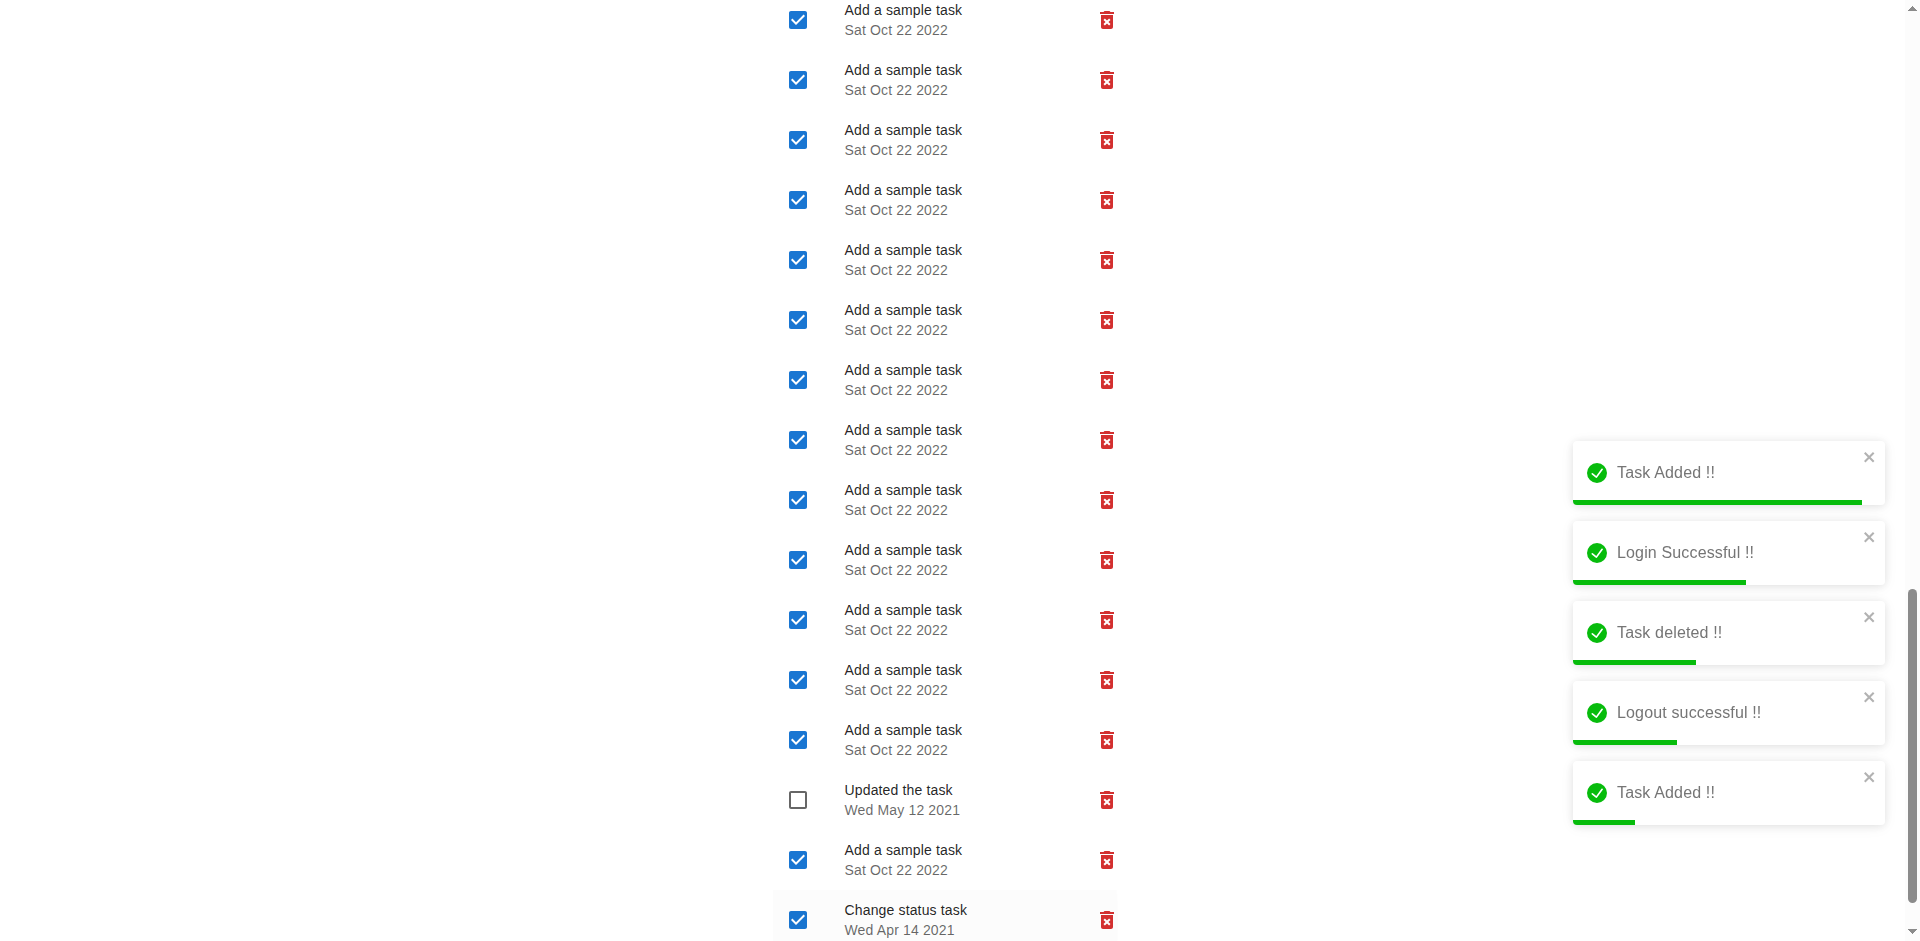 Add a sample task
Sat Oct 22 2022
Add a sample task
Sat Oct 22 2022
Add a sample task
Sat Oct 22 2022
Add a sample task
Sat Oct 22 2022
Add a sample task
Sat Oct 22 2022
Add a sample task
Sat Oct 22 2022
Add a sample task
Sat Oct 22 2022
Add a sample task
Sat Oct 22 2022
Add a sample task
Sat Oct 22 2022
Add a sample task
Sat Oct 22 2022
Add a sample task
Sat Oct 22 2022
Add a sample task
Sat Oct 22 2022
Add a sample task
Sat Oct 22 2022
Updated the task
Wed May 12 2021
Add a sample task
Sat Oct 22 2022
Change status task
Wed Apr 14 2021
Task Added !!
Login Successful !!
Task deleted !!
Logout successful !!
Task Added !!